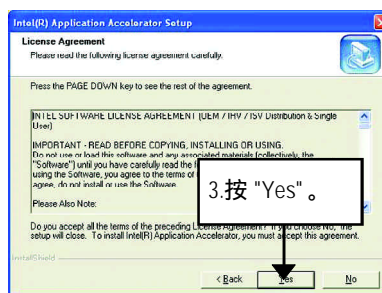 Intel(R) Application Accelerator Setup
License Agreement
Please read the following license agreement carefully.
Press the PAGE DOWN key to see the rest of the agreement.
INTEL SOFTWARE LICENSE AGREEMENT (OEM / IHV / ISV Distribution & Single
User)
IMPORTANT - READ BEFORE COPYING, INSTALLING OR USING.
Do not use or load this software and any associated materials (collectively, the
"Software") until you have carefully read the
using the Software, you agree to the terms of
agree, do not install or use the Software.
Please Also Note:
3.按 "Yes"。
Do you accept all the terms of the preceding License Agreement? If you choose No, the
setup will close. To install Intel(R) Application Accelerator, you must accept this agreement.
InstallShield
< Back
Yes
No